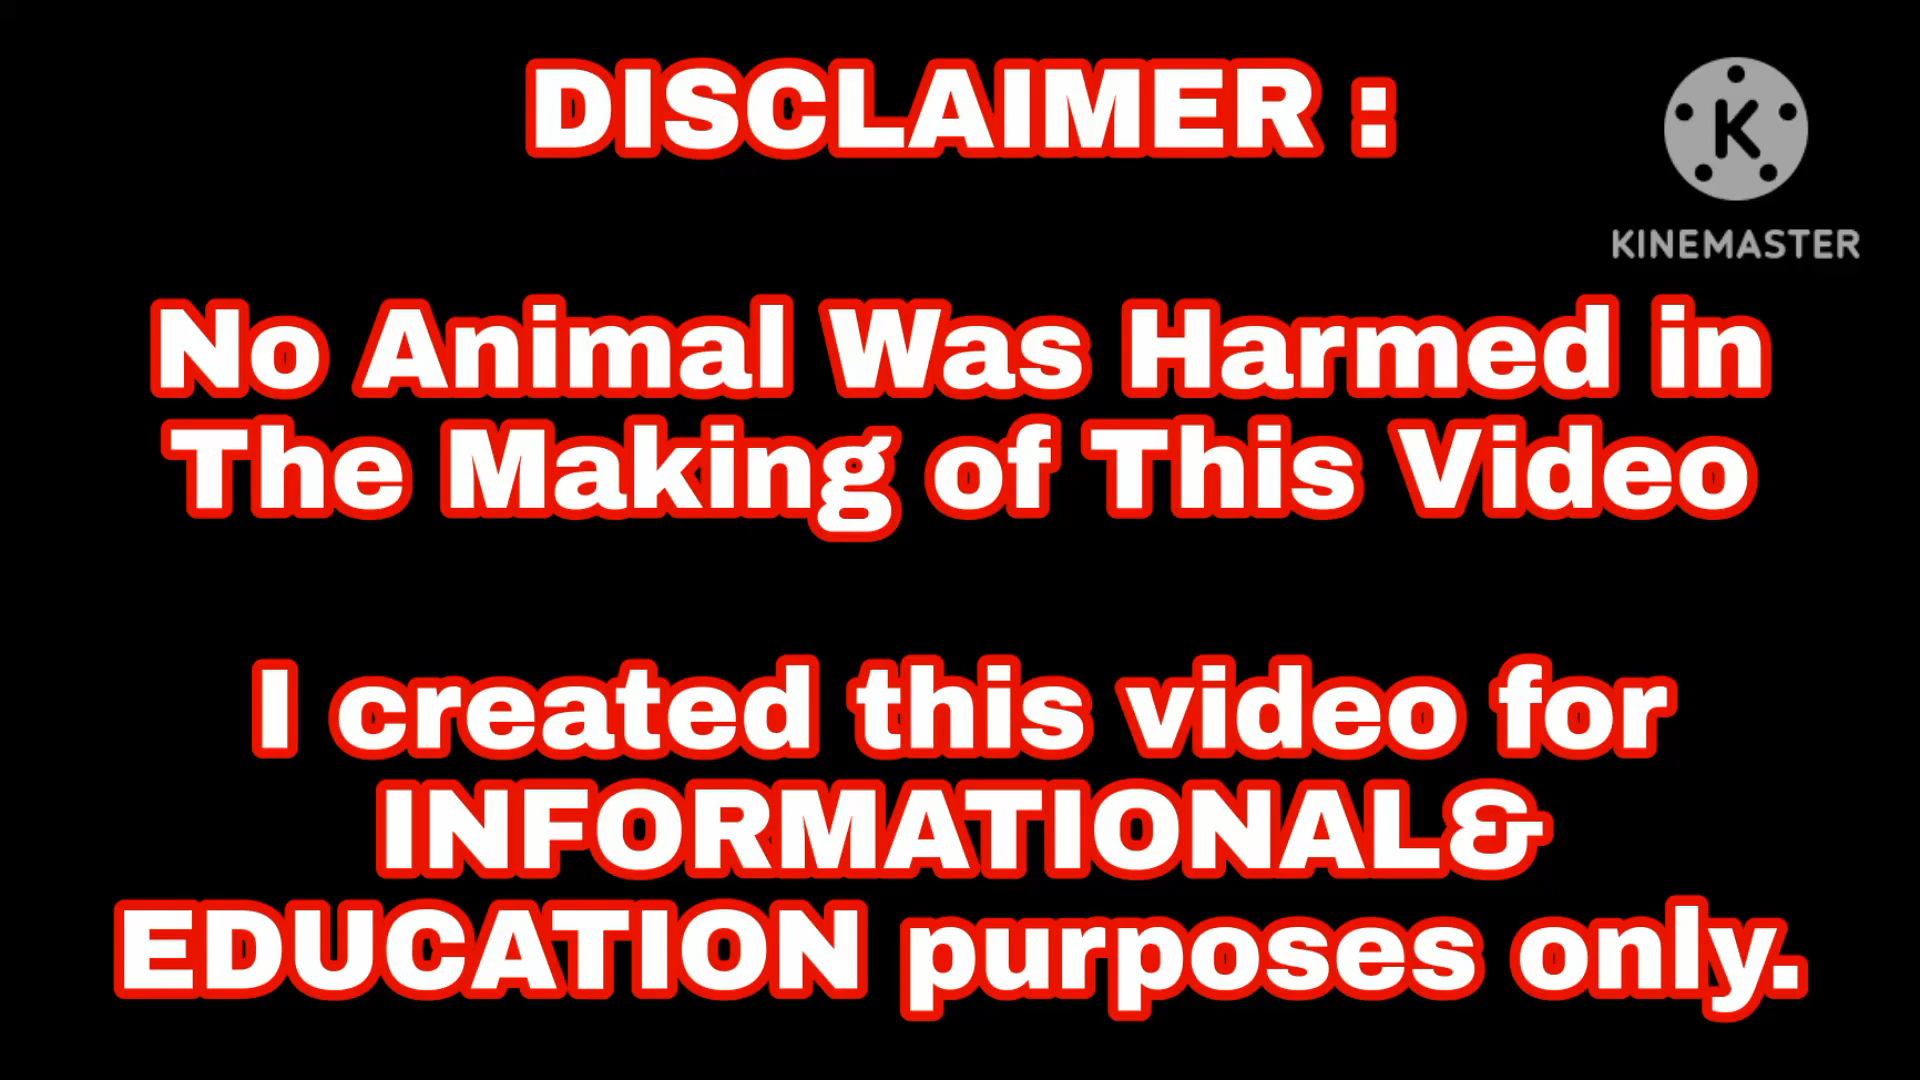 DISCLAIMER :
K
KINEMASTER
No Animal Was Harmed in
The Making of This Video
I created this video for
INFORMATIONAL&
EDUCATION purposes only.